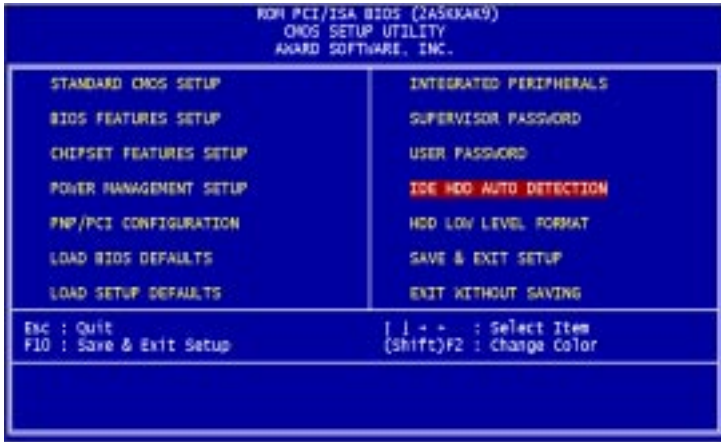 ROM PCI/ISA BIOS (2A5KKAK9)
CMOS SETUP UTILITY
AWARD SOFTWARE, INC.
STANDARD CMOS SETUP
BIOS FEATURES SETUP
CHIPSET FEATURES SETUP
POWER MANAGEMENT SETUP
PNP/PCI CONFIGURATION
LOAD BIOS DEFAULTS
LOAD SETUP DEFAULTS
INTEGRATED PERIPHERALS
SUPERVISOR PASSWORD
USER PASSWORD
IDE HDD AUTO DETECTION
HDD LOW LEVEL FORMAT
SAVE & EXIT SETUP
EXIT WITHOUT SAVING
Esc : Quit
F10 : Save & Exit Setup
: Select Item
(Shift)F2 : Change Color